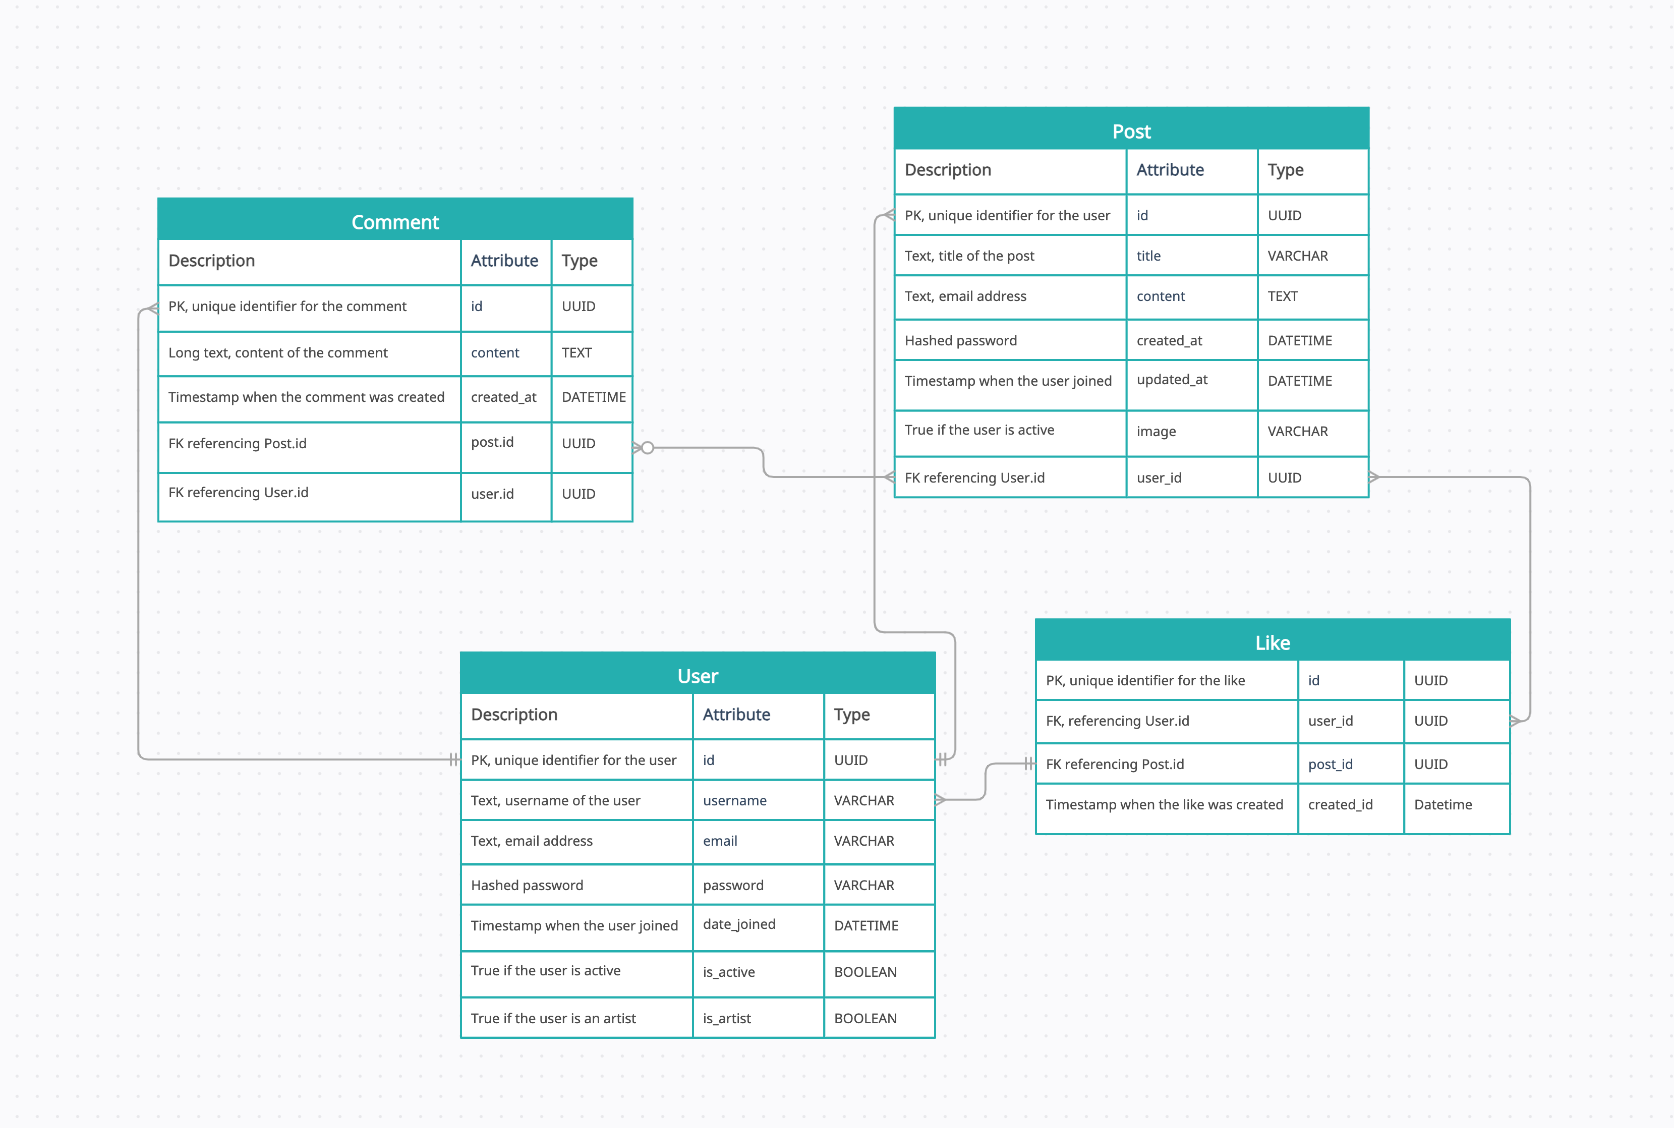 Post
Description Attribute Type
PK, unique identifier for the user id UUID
Text, title of the post title VARCHAR
Text, email address content TEXT
Hashed password created_at DATETIME
Timestamp when the user joined updated_at DATETIME
True if the user is active image VARCHAR
FK referencing User.id user_id UUID
Comment
Description Attribute Type
PK, unique identifier for the comment id UUID
Long text, content of the comment content TEXT
Timestamp when the comment was created created_at DATETIME
FK referencing Post.id post.id UUID
FK referencing User.id user.id UUID
User
Description Attribute Type
PK, unique identifier for the user id UUID
Text, username of the user username VARCHAR
Text, email address email VARCHAR
Hashed password password VARCHAR
Timestamp when the user joined date_joined DATETIME
True if the user is active is_active BOOLEAN
True if the user is an artist is_artist BOOLEAN
Like
PK, unique identifier for the like id UUID
FK, referencing User.id user_id UUID
FK referencing Post.id post_id UUID
Timestamp when the like was created created_id Datetime